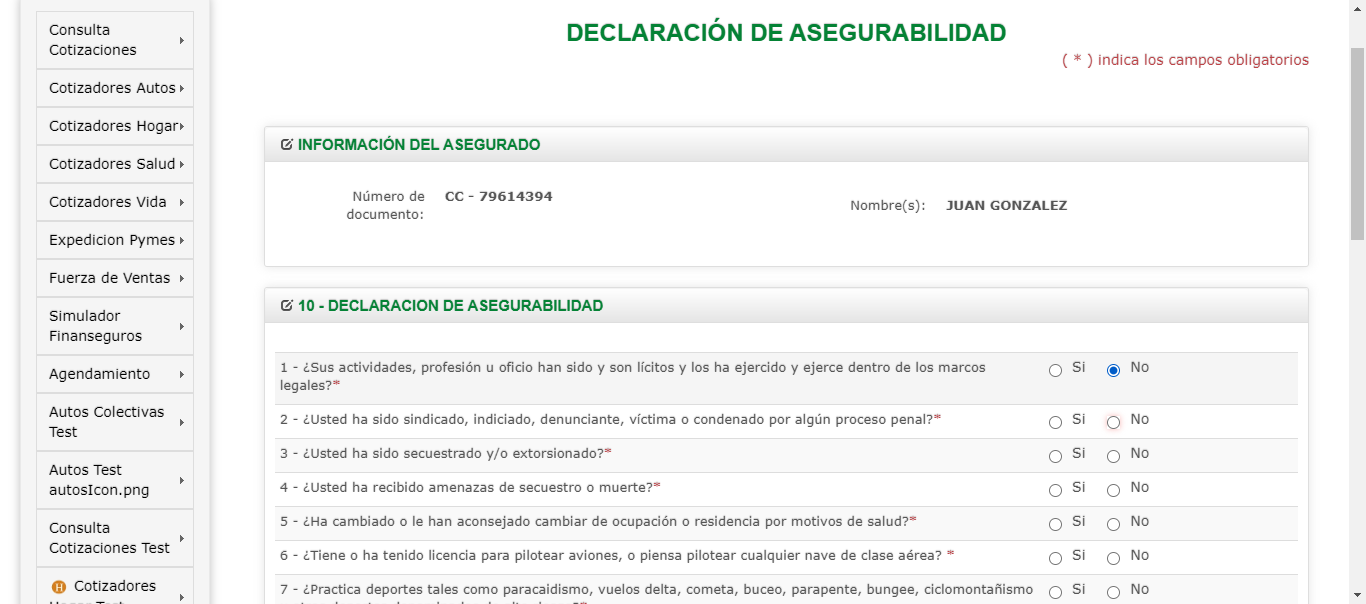 Consulta
Cotizaciones
Cotizadores Autos
Cotizadores Hogar
Cotizadores Salud
Cotizadores Vida
Expedicion Pymes
Fuerza de Ventas
Simulador
Finanseguros
Agendamiento
Autos Colectivas
Test
Autos Test
autosIcon.png
Consulta
Cotizaciones Test
H Cotizadores
DECLARACIÓN DE ASEGURABILIDAD
( * ) indica los campos obligatorios
INFORMACIÓN DEL ASEGURADO
Número de
documento:
CC - 79614394
Nombre(s): JUAN GONZALEZ
10 - DECLARACION DE ASEGURABILIDAD
1 - ¿Sus actividades, profesión u oficio han sido y son lícitos y los ha ejercido y ejerce dentro de los marcos
legales?*
Si No
2 - ¿Usted ha sido sindicado, indiciado, denunciante, víctima o condenado por algún proceso penal?* Si No
3 - ¿Usted ha sido secuestrado y/o extorsionado?* Si No
4 - ¿Usted ha recibido amenazas de secuestro o muerte?* Si No
5 - ¿Ha cambiado o le han aconsejado cambiar de ocupación o residencia por motivos de salud?* Si No
6 - ¿Tiene o ha tenido licencia para pilotear aviones, o piensa pilotear cualquier nave de clase aérea? * Si No
7 - ¿Practica deportes tales como paracaidismo, vuelos delta, cometa, buceo, parapente, bungee, ciclomontañismo Si No